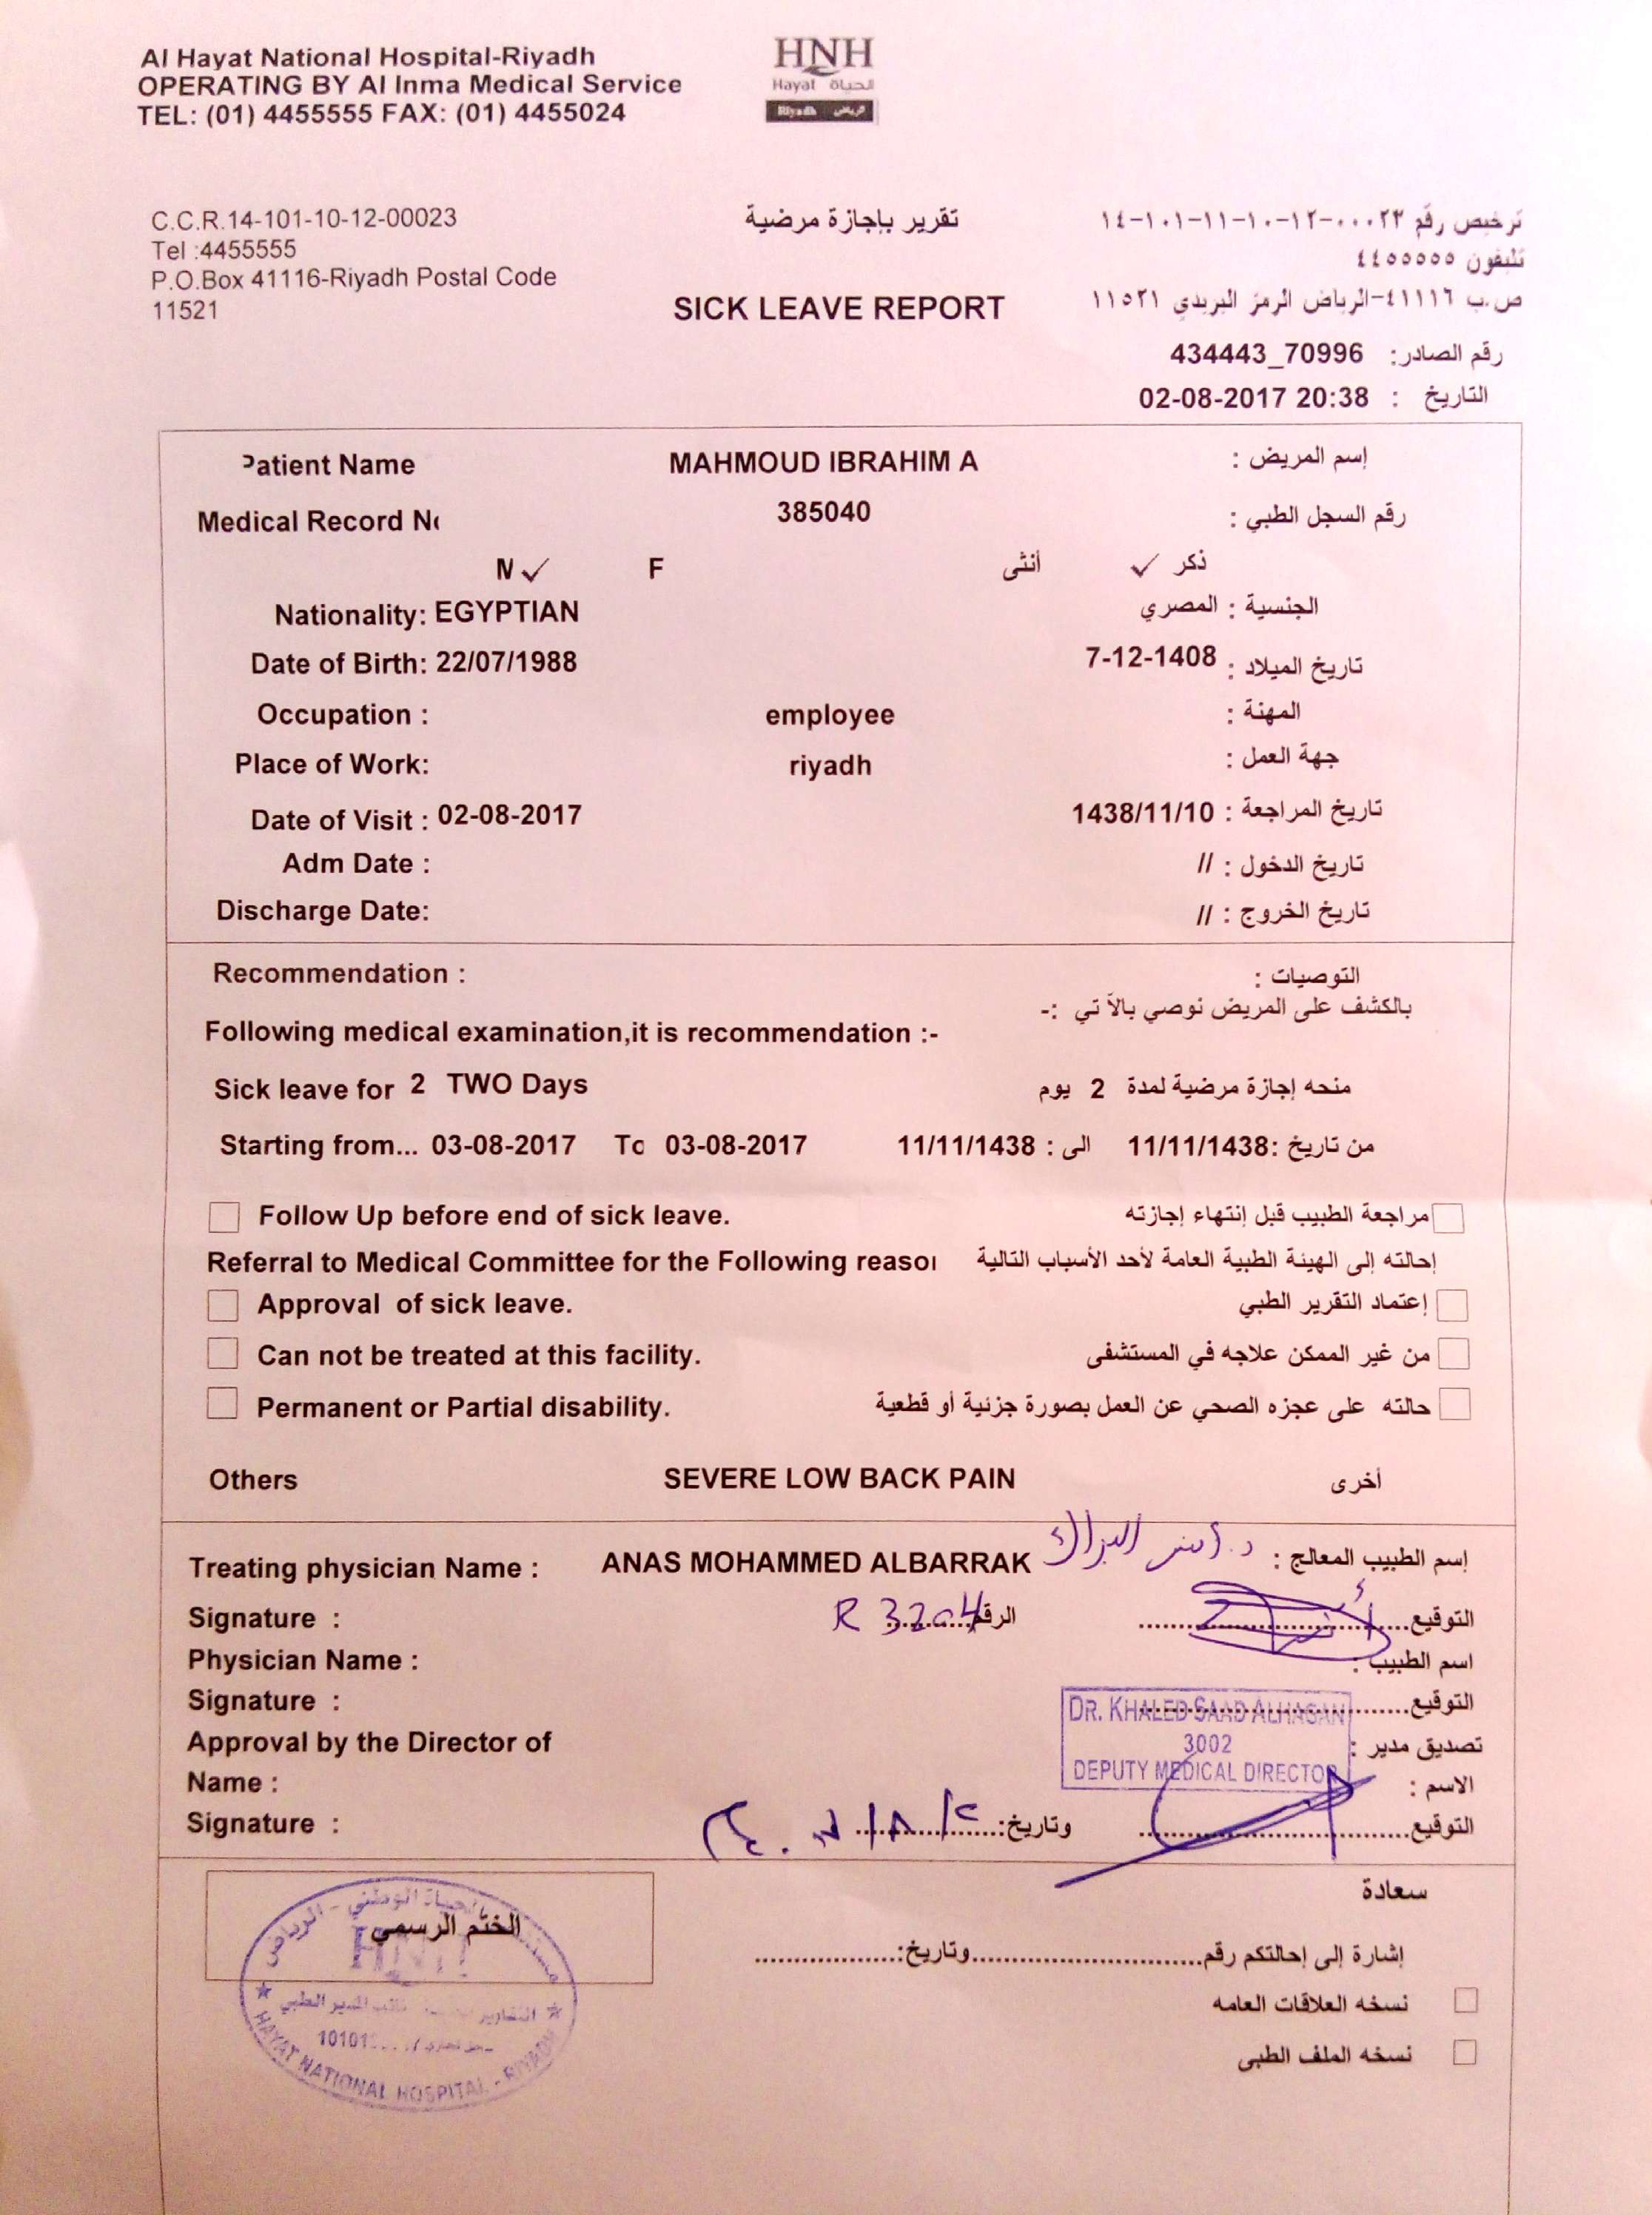 Al Hayat National Hospital-Riyadh
OPERATING BY Al Inma Medical Service
TEL: (01) 4455555 FAX: (01) 4455024
HNH
Hayat الحياة
Riyadh الرياض
C.C.R.14-101-10-12-00023
Tel :4455555
P.O.Box 41116-Riyadh Postal Code
11521
تقرير بإجازة مرضية
SICK LEAVE REPORT
ترخيص رقم ١٤-١٠١-١١-١٠-١٢-٠٠٠٢٣
تليفون ٤٤٥٥٥٥٥
ص.ب ٤١١١٦-الرياض الرمز البريدي ١١٥٢١
رقم الصادر: 434443_70996
التاريخ : 02-08-2017 20:38
Patient Name MAHMOUD IBRAHIM A إسم المريض :
Medical Record No 385040 رقم السجل الطبي :
M ✓ F أنثى ✓ ذكر
Nationality: EGYPTIAN الجنسية : المصري
Date of Birth: 22/07/1988 تاريخ الميلاد : 7-12-1408
Occupation : employee المهنة :
Place of Work: riyadh جهة العمل :
Date of Visit : 02-08-2017 تاريخ المراجعة : 1438/11/10
Adm Date : تاريخ الدخول : //
Discharge Date: تاريخ الخروج : //
Recommendation : التوصيات :
بالكشف على المريض نوصي بالآ تي :-
Following medical examination,it is recommendation :-
Sick leave for 2 TWO Days منحه إجازة مرضية لمدة 2 يوم
Starting from... 03-08-2017 To 03-08-2017 من تاريخ :11/11/1438 الى : 11/11/1438
Follow Up before end of sick leave. مراجعة الطبيب قبل إنتهاء إجازته
Referral to Medical Committee for the Following reason إحالته إلى الهيئة الطبية العامة لأحد الأسباب التالية
Approval of sick leave. إعتماد التقرير الطبي
Can not be treated at this facility. من غير الممكن علاجه في المستشفى
Permanent or Partial disability. حالته على عجزه الصحي عن العمل بصورة جزئية أو قطعية
Others SEVERE LOW BACK PAIN أخرى
Treating physician Name : ANAS MOHAMMED ALBARRAK د. أنس البراك إسم الطبيب المعالج :
Signature : R 3204 الرقم........ التوقيع........
Physician Name : اسم الطبيب :
Signature : التوقيع........
DR. KHALED SAAD ALHAGAN
3002
DEPUTY MEDICAL DIRECTOR
Approval by the Director of تصديق مدير :
Name : الاسم :
Signature : وتاريخ:........ التوقيع........
سعادة
الختم الرسمي
إشارة إلى إحالتكم رقم........وتاريخ:........
نسخه العلاقات العامه
نسخه الملف الطبى
مستشفى الحياة الوطني - الرياض
HNH
HAYAT NATIONAL HOSPITAL - RIYADH